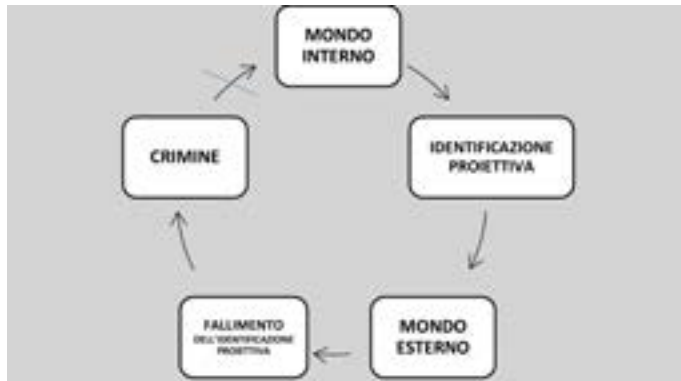 MONDO
INTERNO
IDENTIFICAZIONE
PROIETTIVA
MONDO
ESTERNO
FALLIMENTO
DELL'IDENTIFICAZIONE
PROIETTIVA
CRIMINE